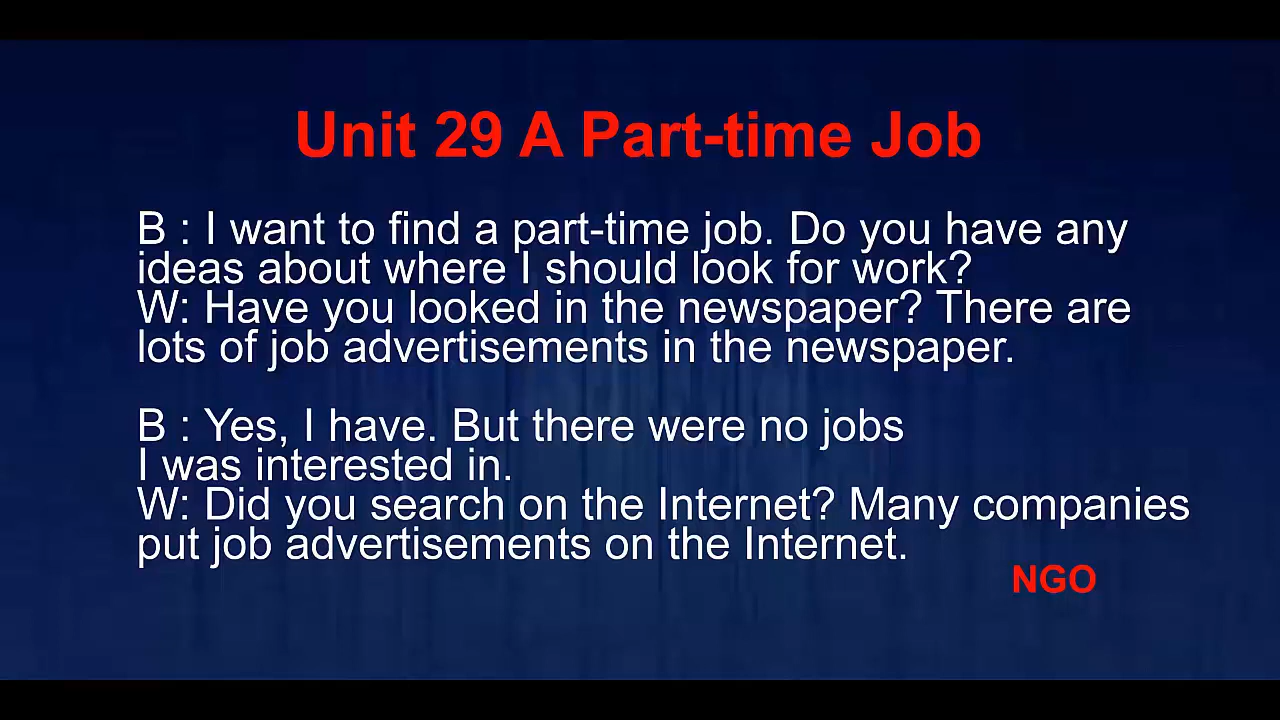 Unit 29 A Part-time Job
B : I want to find a part-time job. Do you have any
ideas about where I should look for work?
W: Have you looked in the newspaper? There are
lots of job advertisements in the newspaper.
B : Yes, I have. But there were no jobs
I was interested in.
W: Did you search on the Internet? Many companies
put job advertisements on the Internet.
NGO